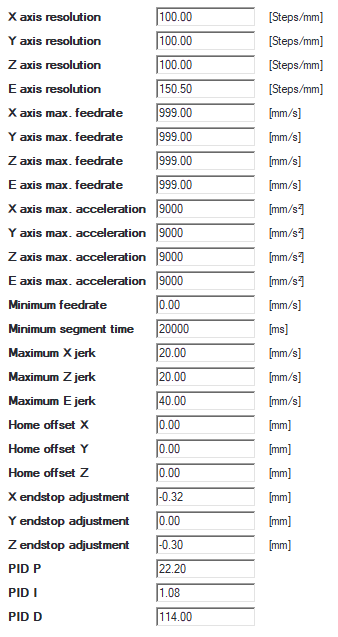 X axis resolution 100.00 [Steps/mm]
Y axis resolution 100.00 [Steps/mm]
Z axis resolution 100.00 [Steps/mm]
E axis resolution 150.50 [Steps/mm]
X axis max. feedrate 999.00 [mm/s]
Y axis max. feedrate 999.00 [mm/s]
Z axis max. feedrate 999.00 [mm/s]
E axis max. feedrate 999.00 [mm/s]
X axis max. acceleration 9000 [mm/s²]
Y axis max. acceleration 9000 [mm/s²]
Z axis max. acceleration 9000 [mm/s²]
E axis max. acceleration 9000 [mm/s²]
Minimum feedrate 0.00 [mm/s]
Minimum segment time 20000 [ms]
Maximum X jerk 20.00 [mm/s]
Maximum Z jerk 20.00 [mm/s]
Maximum E jerk 40.00 [mm/s]
Home offset X 0.00 [mm]
Home offset Y 0.00 [mm]
Home offset Z 0.00 [mm]
X endstop adjustment -0.32 [mm]
Y endstop adjustment 0.00 [mm]
Z endstop adjustment -0.30 [mm]
PID P 22.20
PID I 1.08
PID D 114.00